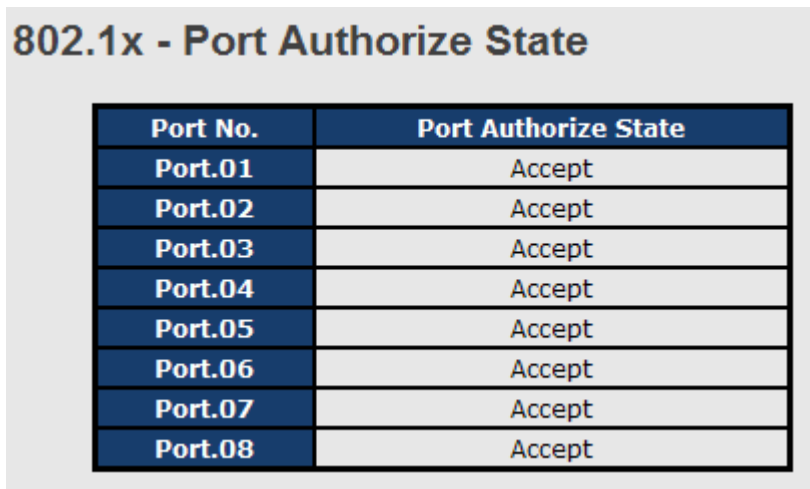 802.1x - Port Authorize State
Port No. Port Authorize State
Port.01 Accept
Port.02 Accept
Port.03 Accept
Port.04 Accept
Port.05 Accept
Port.06 Accept
Port.07 Accept
Port.08 Accept